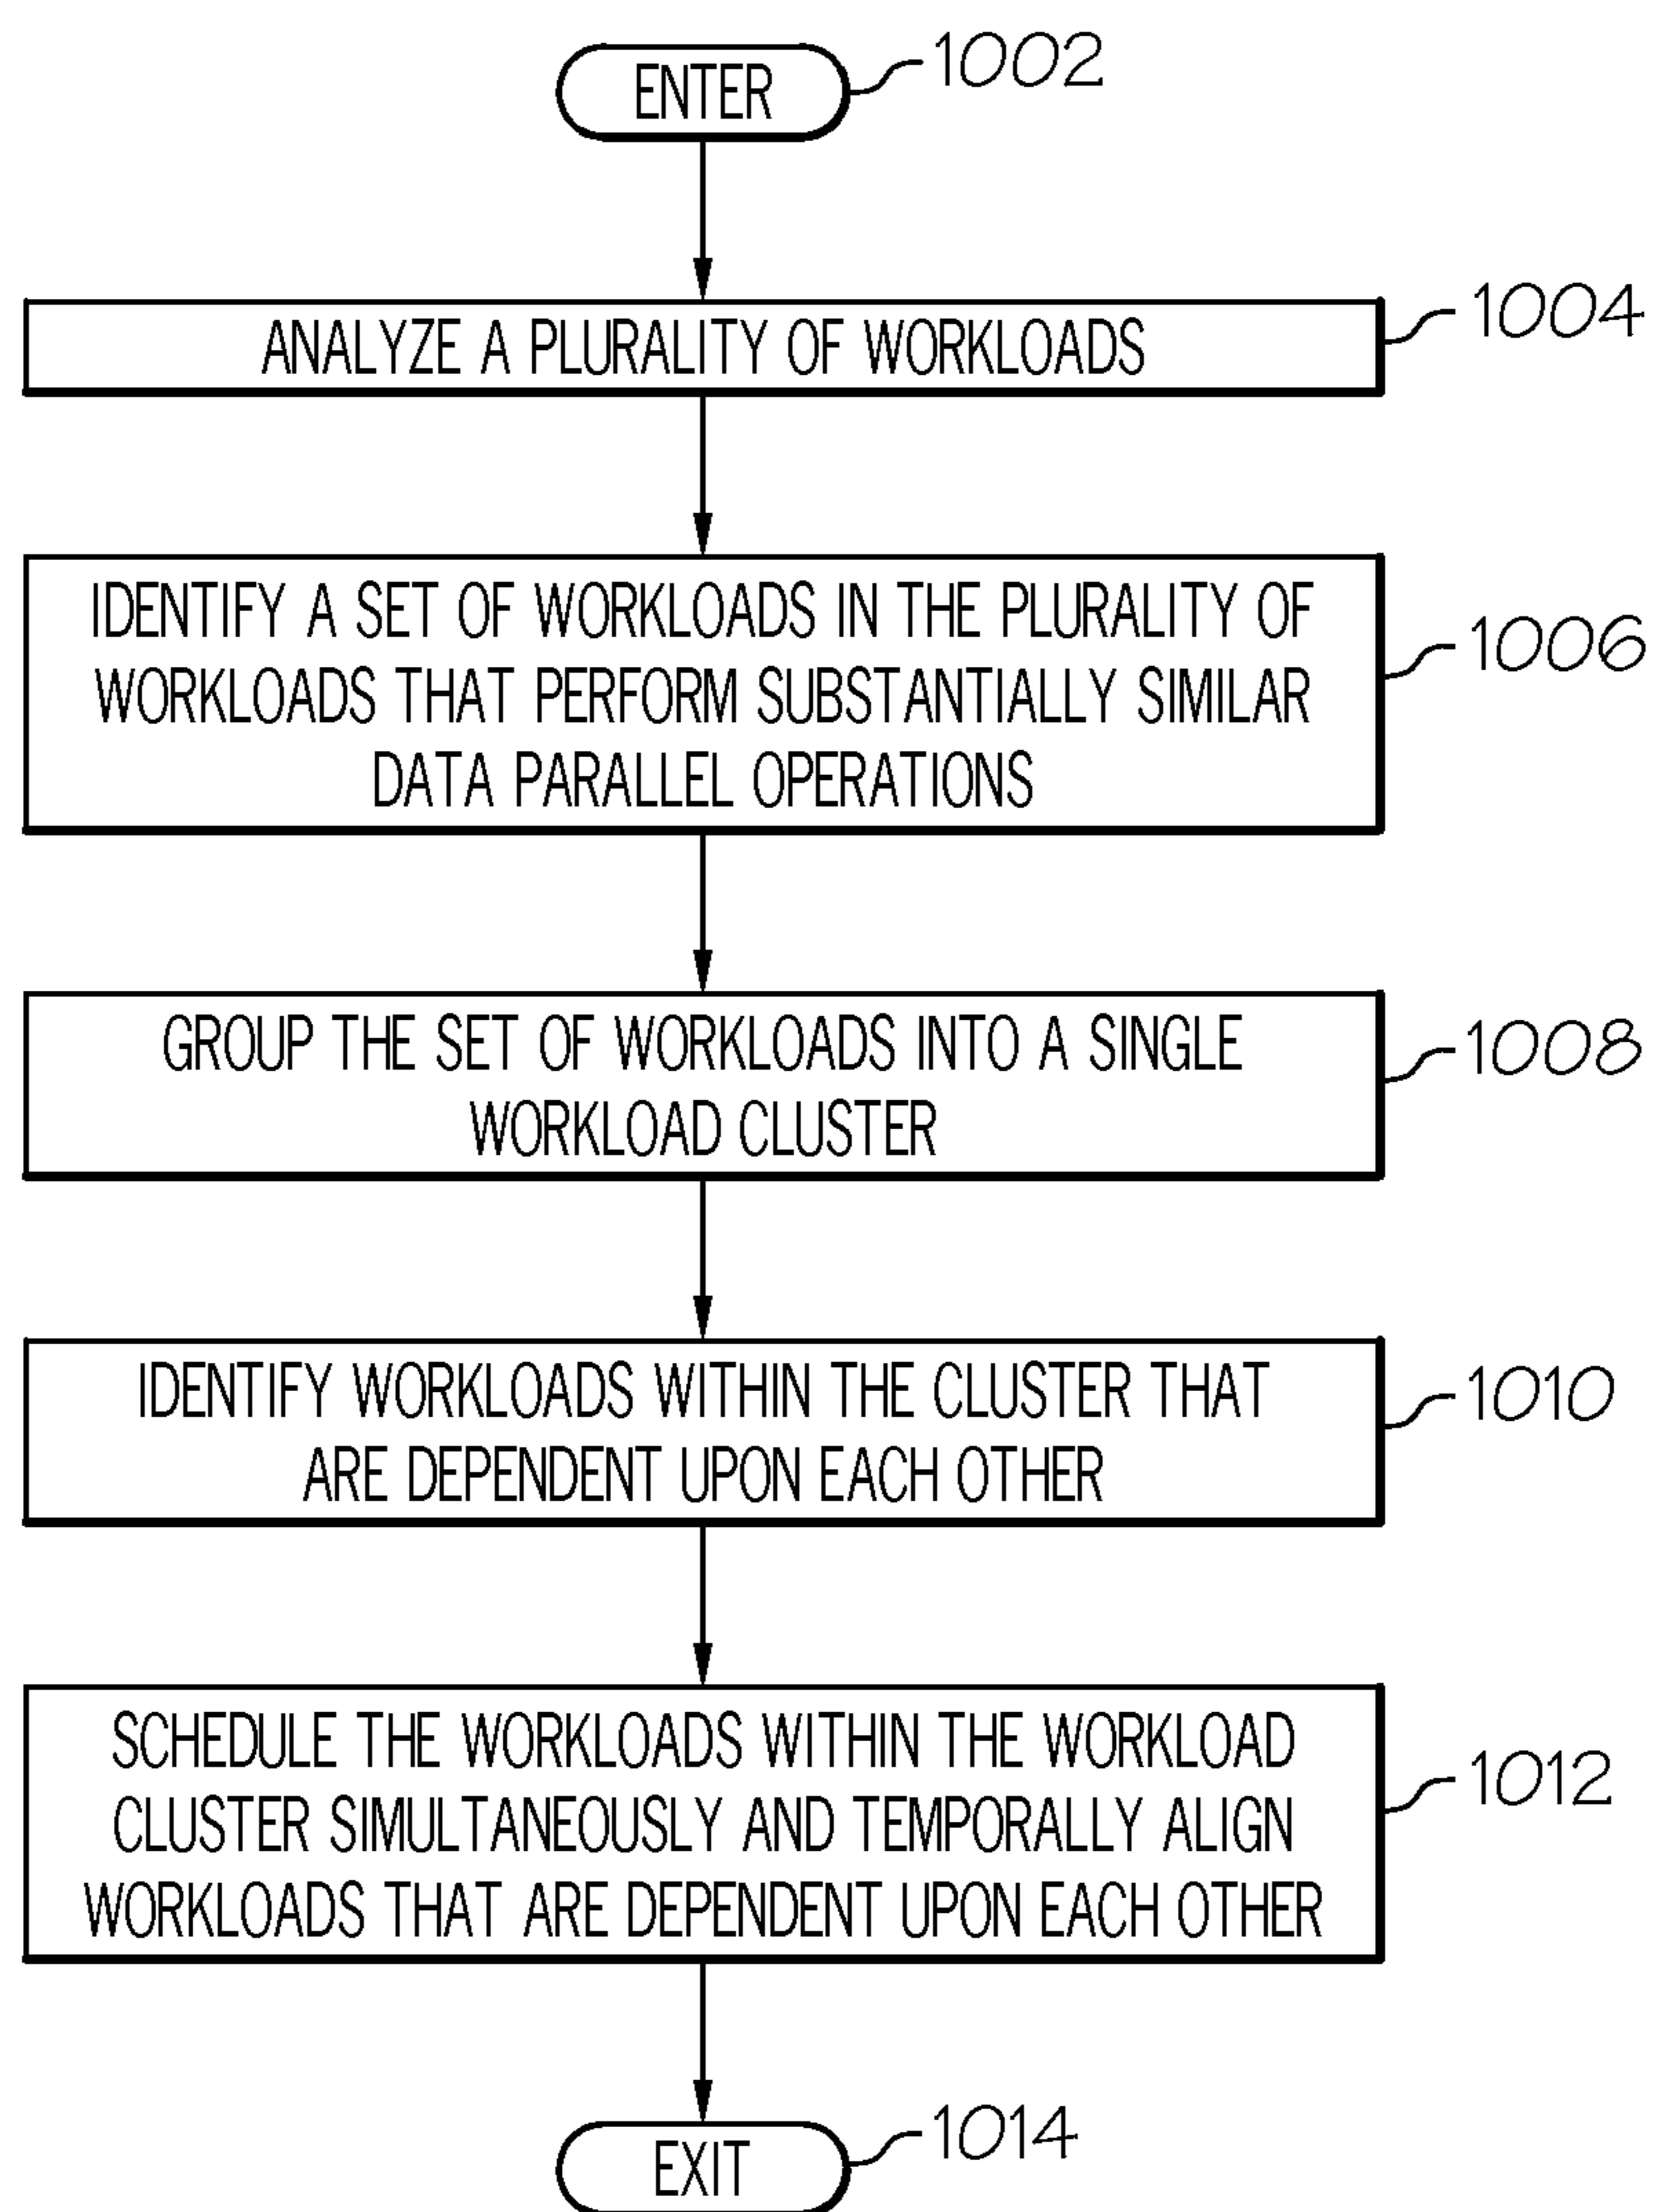 ENTER
1002
ANALYZE A PLURALITY OF WORKLOADS
1004
IDENTIFY A SET OF WORKLOADS IN THE PLURALITY OF
WORKLOADS THAT PERFORM SUBSTANTIALLY SIMILAR
DATA PARALLEL OPERATIONS
1006
GROUP THE SET OF WORKLOADS INTO A SINGLE
WORKLOAD CLUSTER
1008
IDENTIFY WORKLOADS WITHIN THE CLUSTER THAT
ARE DEPENDENT UPON EACH OTHER
1010
SCHEDULE THE WORKLOADS WITHIN THE WORKLOAD
CLUSTER SIMULTANEOUSLY AND TEMPORALLY ALIGN
WORKLOADS THAT ARE DEPENDENT UPON EACH OTHER
1012
EXIT
1014